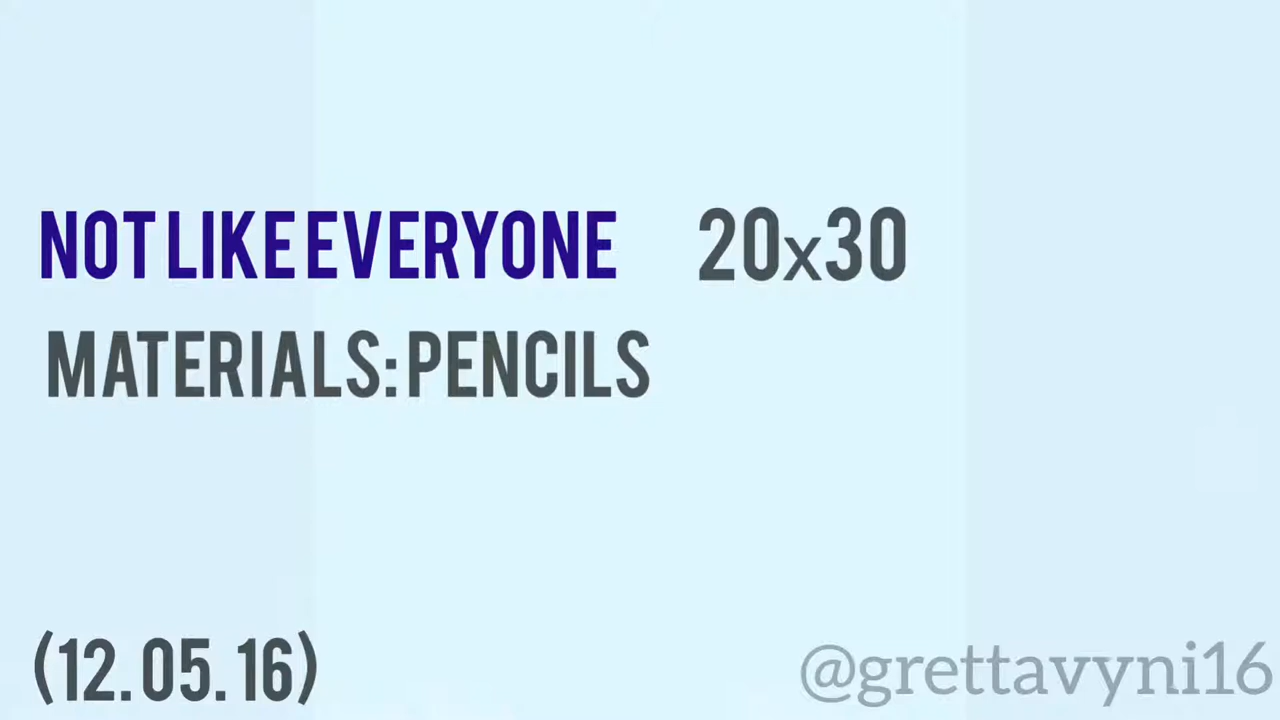 NOT LIKE EVERYONE 20x30
MATERIALS: PENCILS
(12.05.16)
@grettavyni16